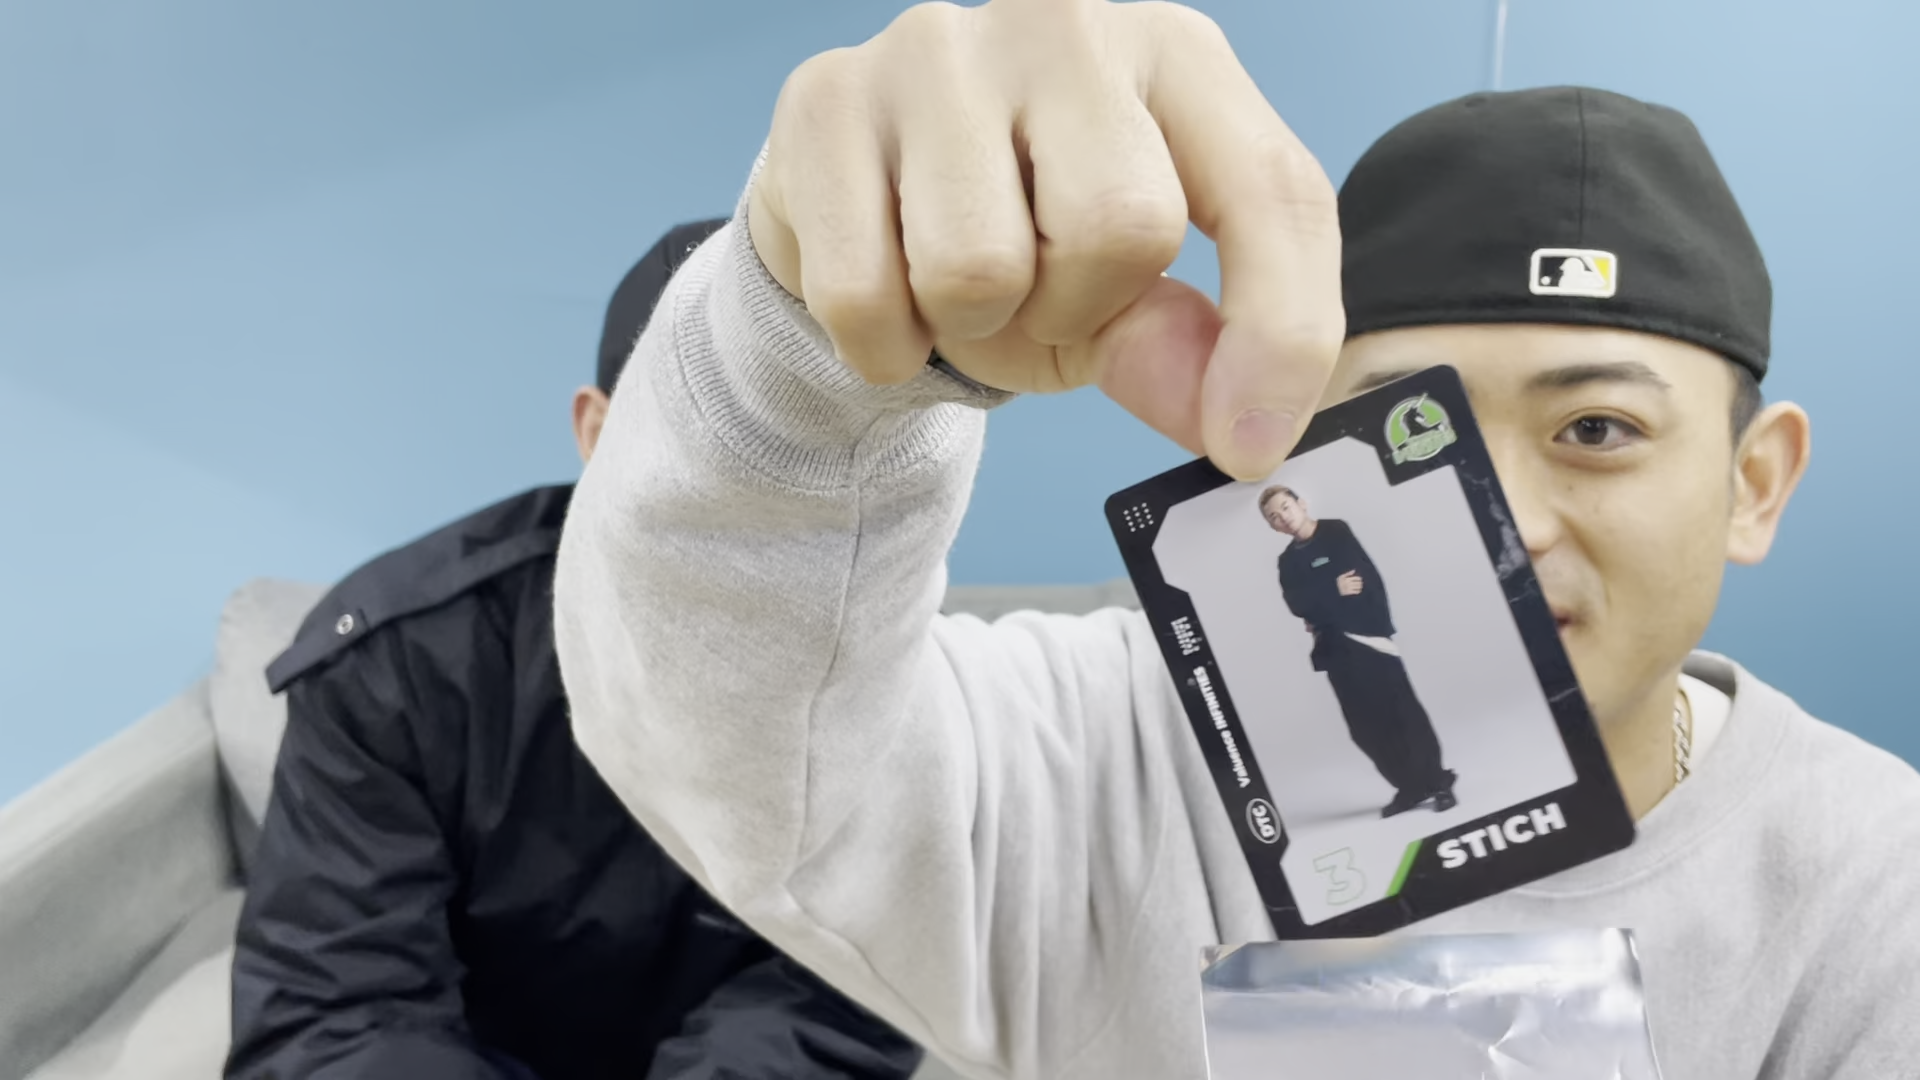 Valuence INFINITIES
DTC
3
STICH